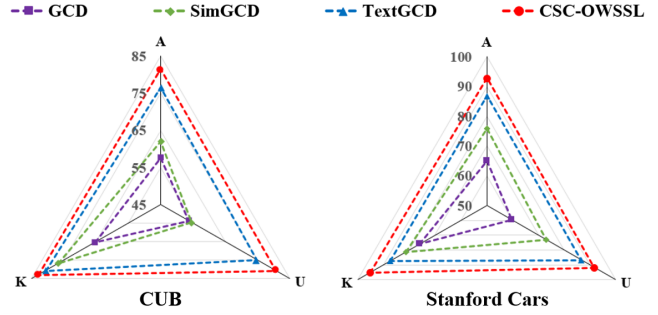 GCD SimGCD TextGCD CSC-OWSSL
A
85
75
65
55
45
K
U
CUB
A
100
90
80
70
60
50
K
U
Stanford Cars